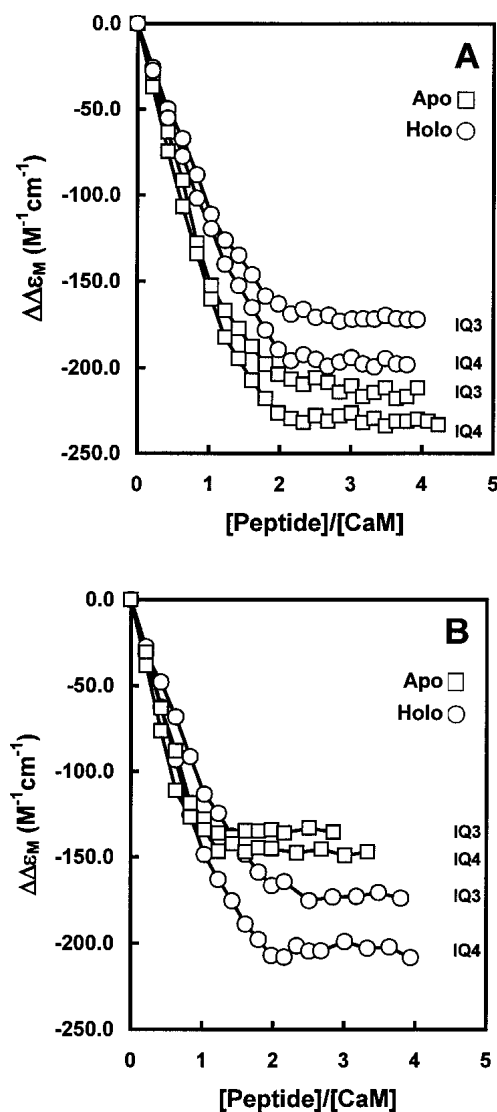 A
Apo
Holo
0.0
-50.0
-100.0
-150.0
-200.0
-250.0
ΔΔεM (M-1cm-1)
IQ3
IQ4
IQ3
IQ4
0 1 2 3 4 5
[Peptide]/[CaM]
B
Apo
Holo
0.0
-50.0
-100.0
-150.0
-200.0
-250.0
ΔΔεM (M-1cm-1)
IQ3
IQ4
IQ3
IQ4
0 1 2 3 4 5
[Peptide]/[CaM]